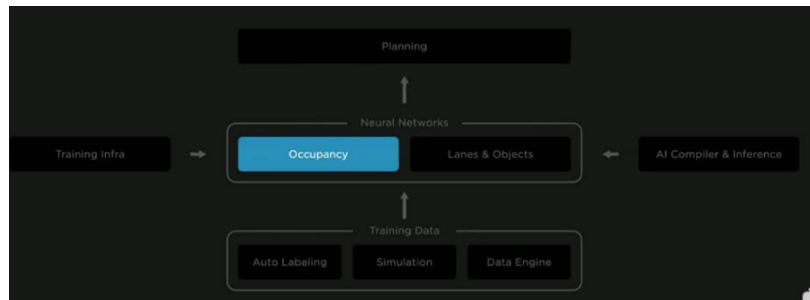 Planning
Neural Networks
Training Infra
Occupancy
Lanes & Objects
AI Compiler & Inference
Training Data
Auto Labeling
Simulation
Data Engine